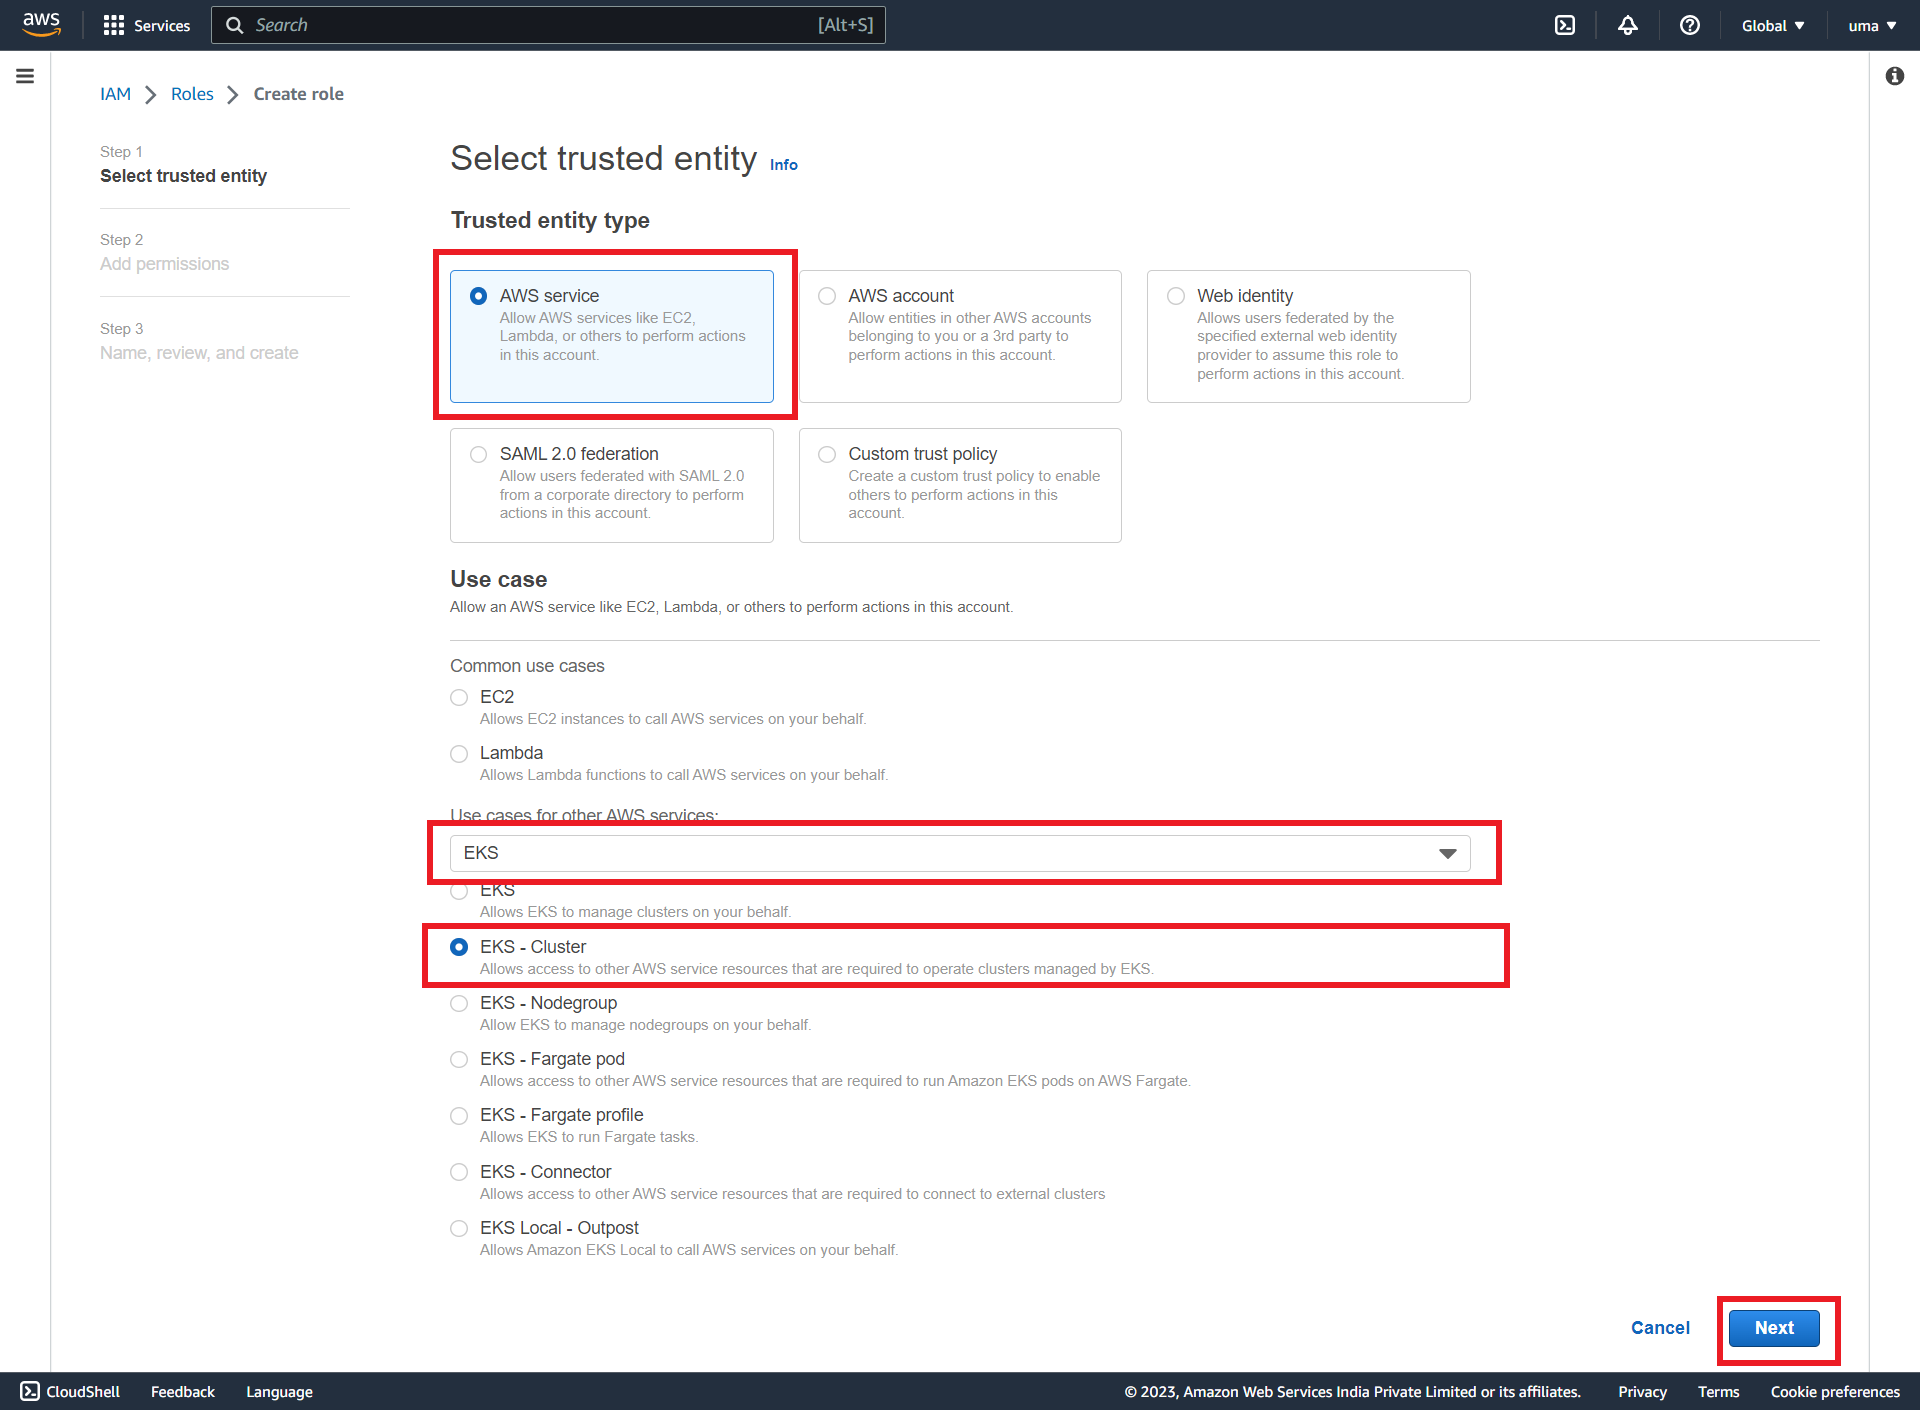 aws
Services
Search
[Alt+S]
Global
uma
IAM
Roles
Create role
Step 1
Select trusted entity
Step 2
Add permissions
Step 3
Name, review, and create
Select trusted entity
Info
Trusted entity type
AWS service
Allow AWS services like EC2,
Lambda, or others to perform actions
in this account.
AWS account
Allow entities in other AWS accounts
belonging to you or a 3rd party to
perform actions in this account.
Web identity
Allows users federated by the
specified external web identity
provider to assume this role to
perform actions in this account.
SAML 2.0 federation
Allow users federated with SAML 2.0
from a corporate directory to perform
actions in this account.
Custom trust policy
Create a custom trust policy to enable
others to perform actions in this
account.
Use case
Allow an AWS service like EC2, Lambda, or others to perform actions in this account.
Common use cases
EC2
Allows EC2 instances to call AWS services on your behalf.
Lambda
Allows Lambda functions to call AWS services on your behalf.
Use cases for other AWS services:
EKS
EKS
Allows EKS to manage clusters on your behalf.
EKS - Cluster
Allows access to other AWS service resources that are required to operate clusters managed by EKS.
EKS - Nodegroup
Allow EKS to manage nodegroups on your behalf.
EKS - Fargate pod
Allows access to other AWS service resources that are required to run Amazon EKS pods on AWS Fargate.
EKS - Fargate profile
Allows EKS to run Fargate tasks.
EKS - Connector
Allows access to other AWS service resources that are required to connect to external clusters
EKS Local - Outpost
Allows Amazon EKS Local to call AWS services on your behalf.
Cancel
Next
CloudShell
Feedback
Language
© 2023, Amazon Web Services India Private Limited or its affiliates.
Privacy
Terms
Cookie preferences